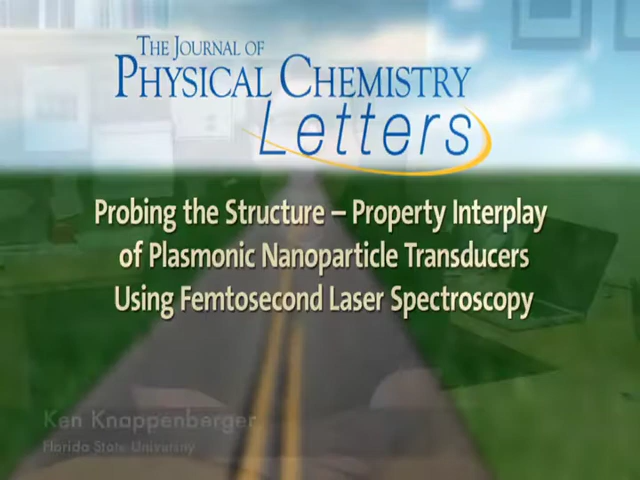 THE JOURNAL OF
PHYSICAL CHEMISTRY
Letters
Probing the Structure – Property Interplay
of Plasmonic Nanoparticle Transducers
Using Femtosecond Laser Spectroscopy
Ken Knappenberger
Florida State University